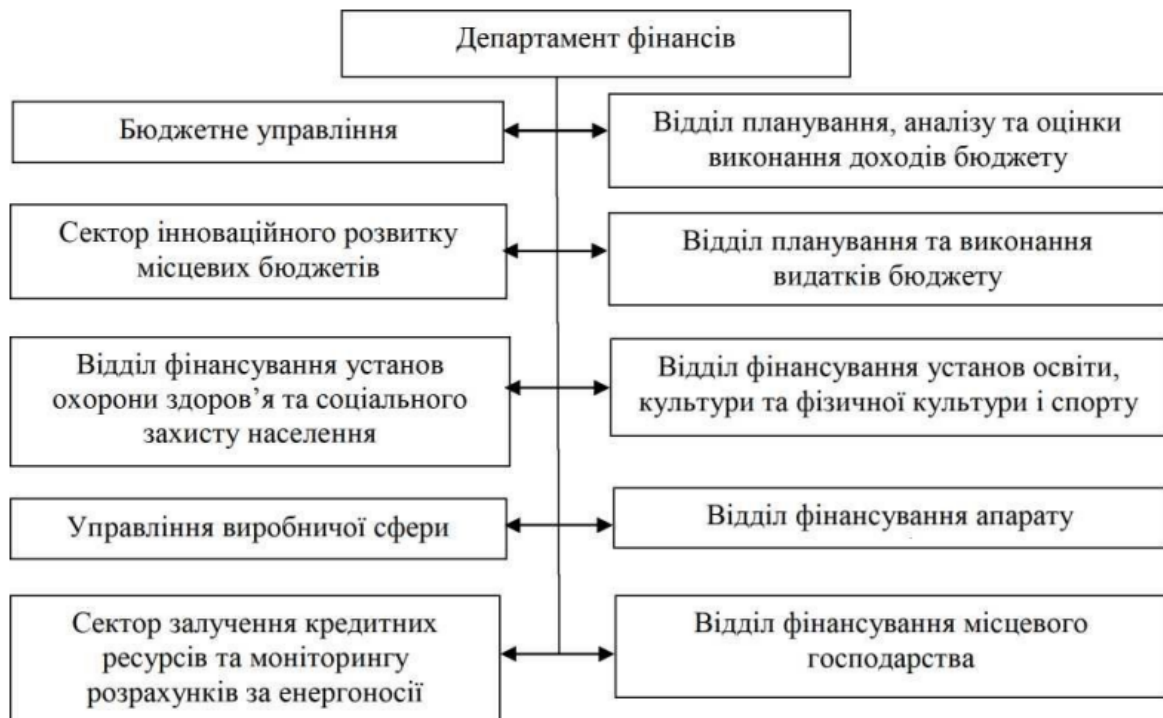 Департамент фінансів
Бюджетне управління
Відділ планування, аналізу та оцінки
виконання доходів бюджету
Сектор інноваційного розвитку
місцевих бюджетів
Відділ планування та виконання
видатків бюджету
Відділ фінансування установ
охорони здоров’я та соціального
захисту населення
Відділ фінансування установ освіти,
культури та фізичної культури і спорту
Управління виробничої сфери
Відділ фінансування апарату
Сектор залучення кредитних
ресурсів та моніторингу
розрахунків за енергоносії
Відділ фінансування місцевого
господарства